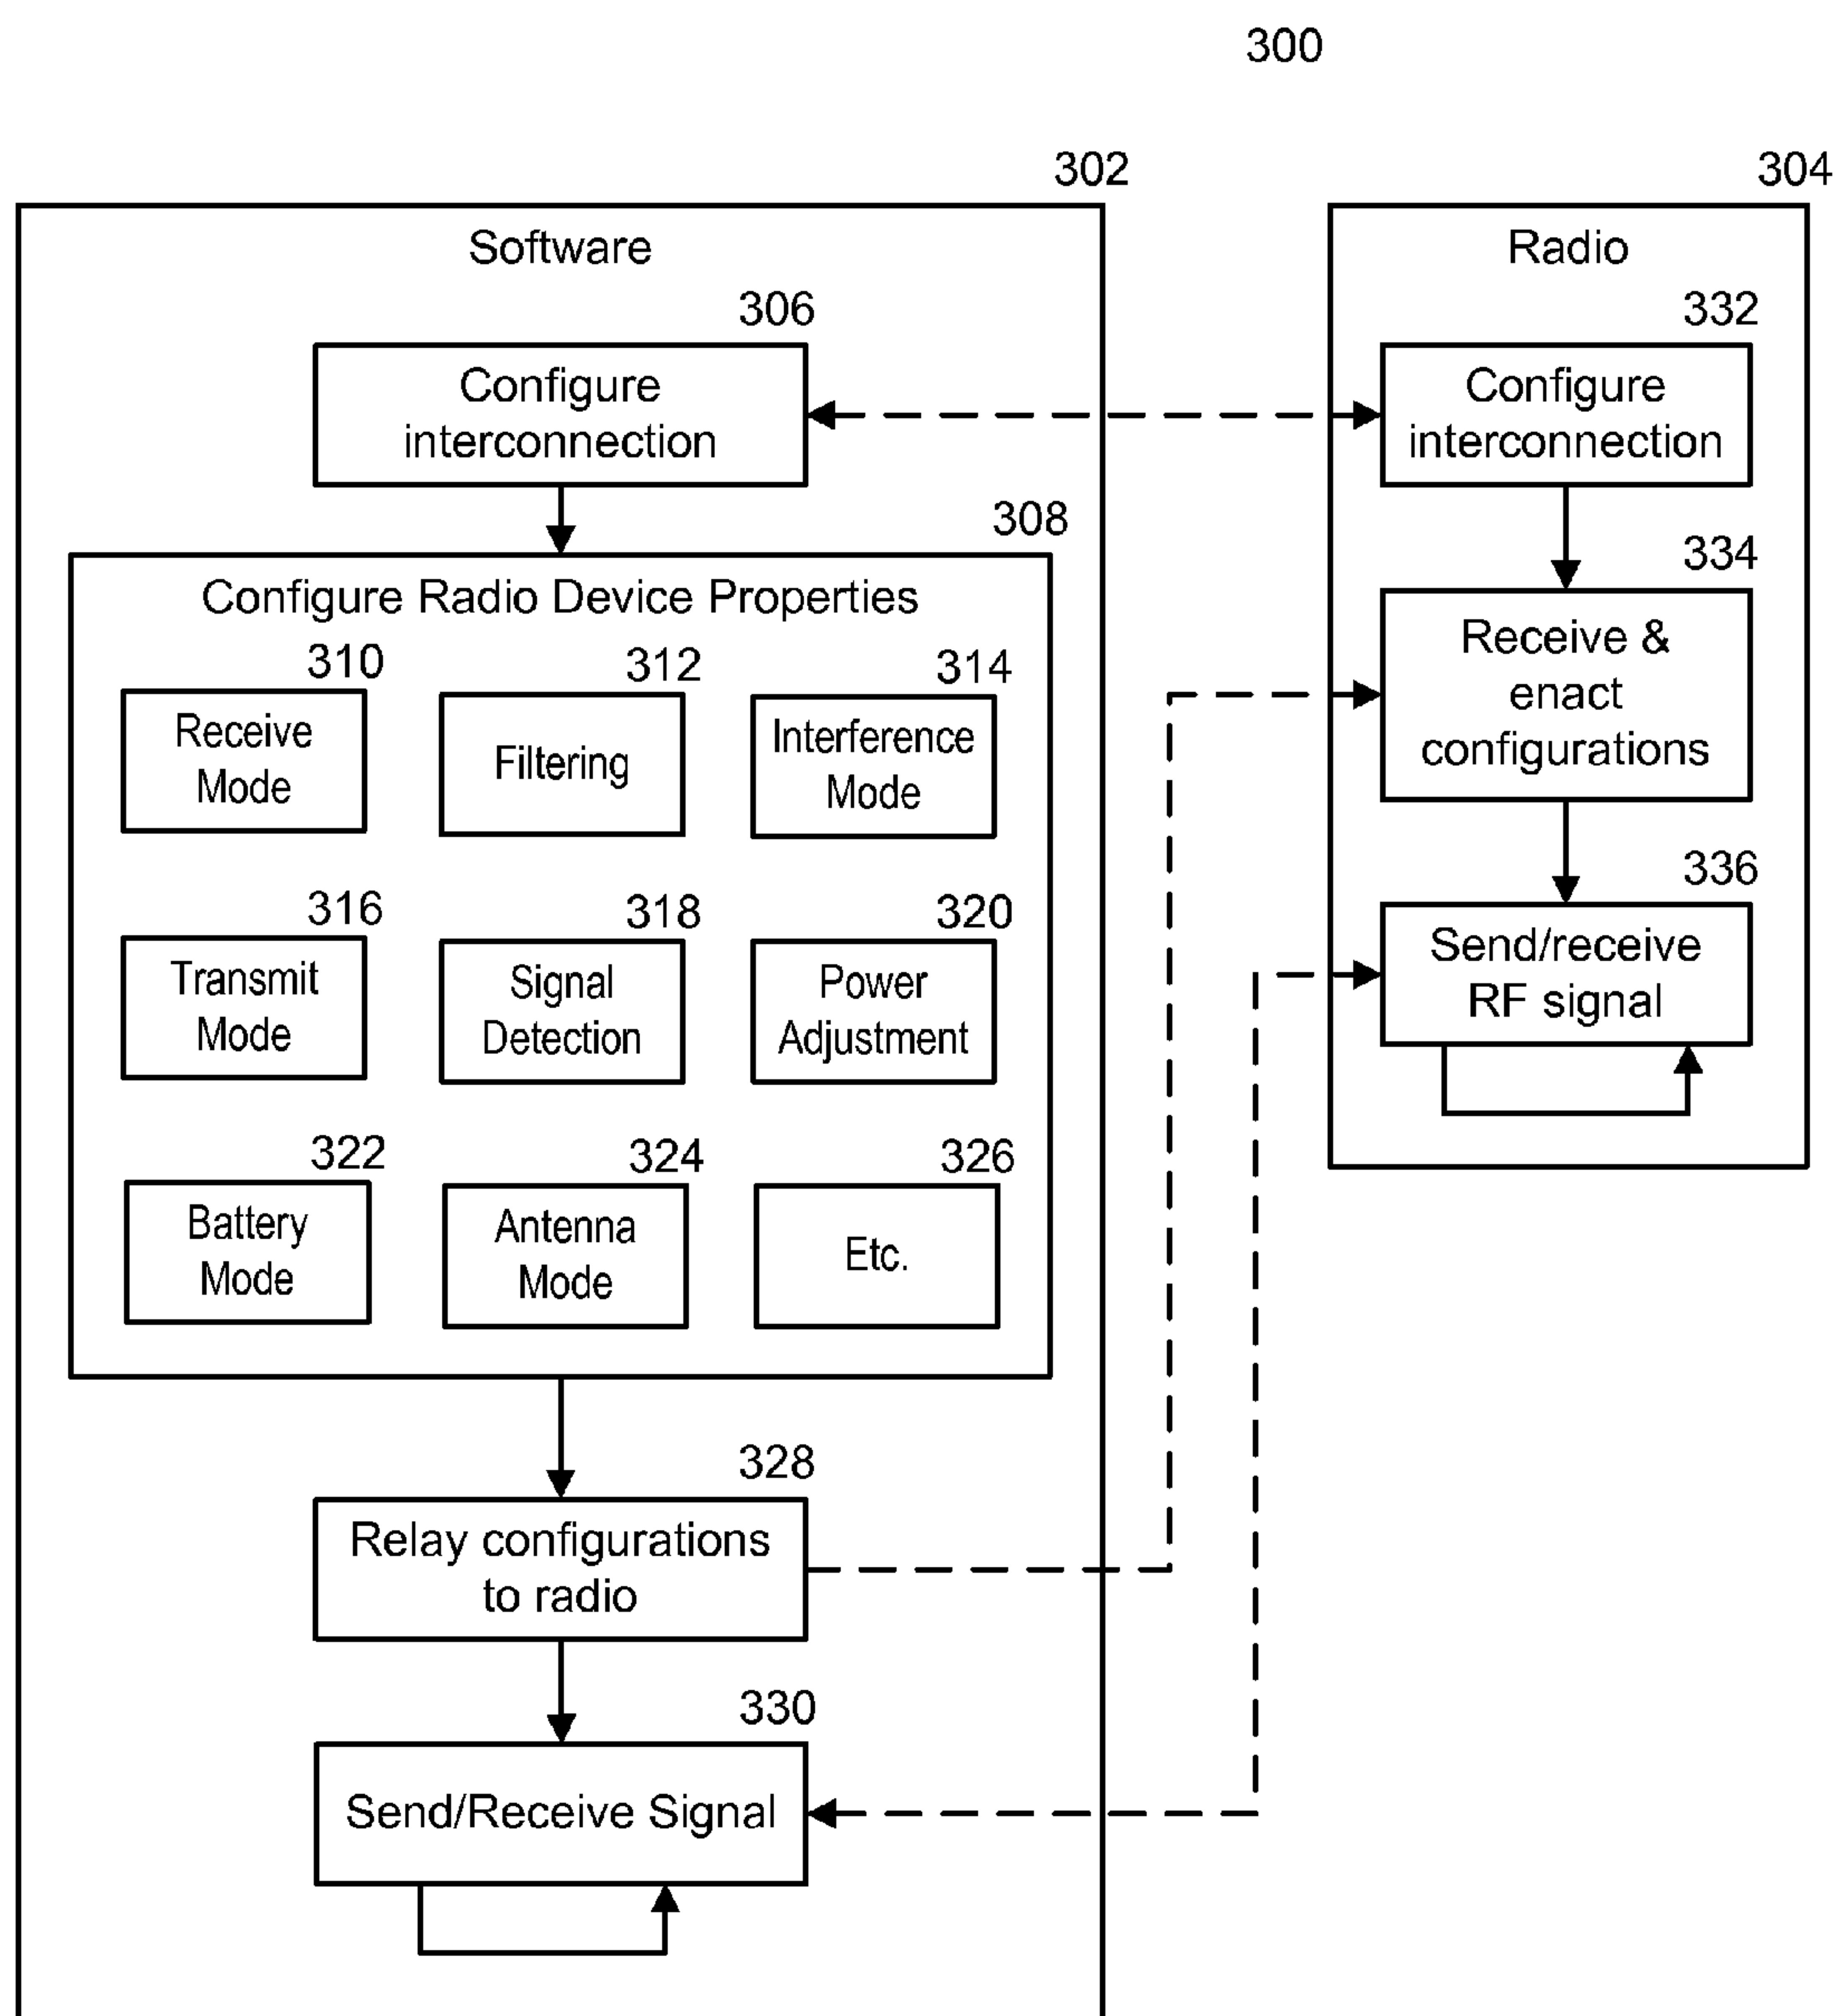 300
302
Software
306
Configure
interconnection
308
Configure Radio Device Properties
310
Receive
Mode
312
Filtering
314
Interference
Mode
316
Transmit
Mode
318
Signal
Detection
320
Power
Adjustment
322
Battery
Mode
324
Antenna
Mode
326
Etc.
328
Relay configurations
to radio
330
Send/Receive Signal
304
Radio
332
Configure
interconnection
334
Receive &
enact
configurations
336
Send/receive
RF signal